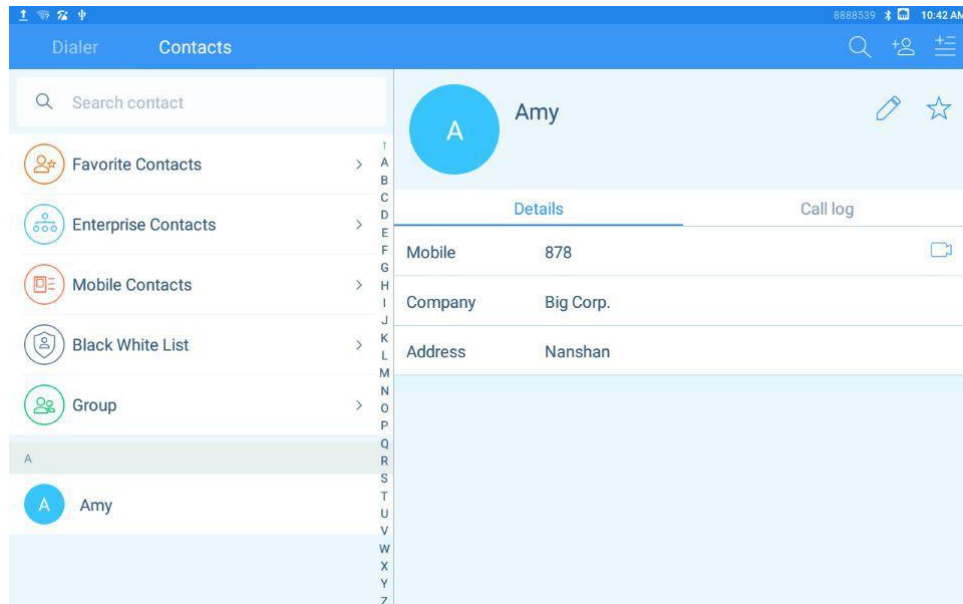 8888539 10:42 AM
Dialer Contacts
Search contact
Favorite Contacts
Enterprise Contacts
Mobile Contacts
Black White List
Group
A
A Amy
↑
A
B
C
D
E
F
G
H
I
J
K
L
M
N
O
P
Q
R
S
T
U
V
W
X
Y
Z
A
Amy
Details Call log
Mobile 878
Company Big Corp.
Address Nanshan